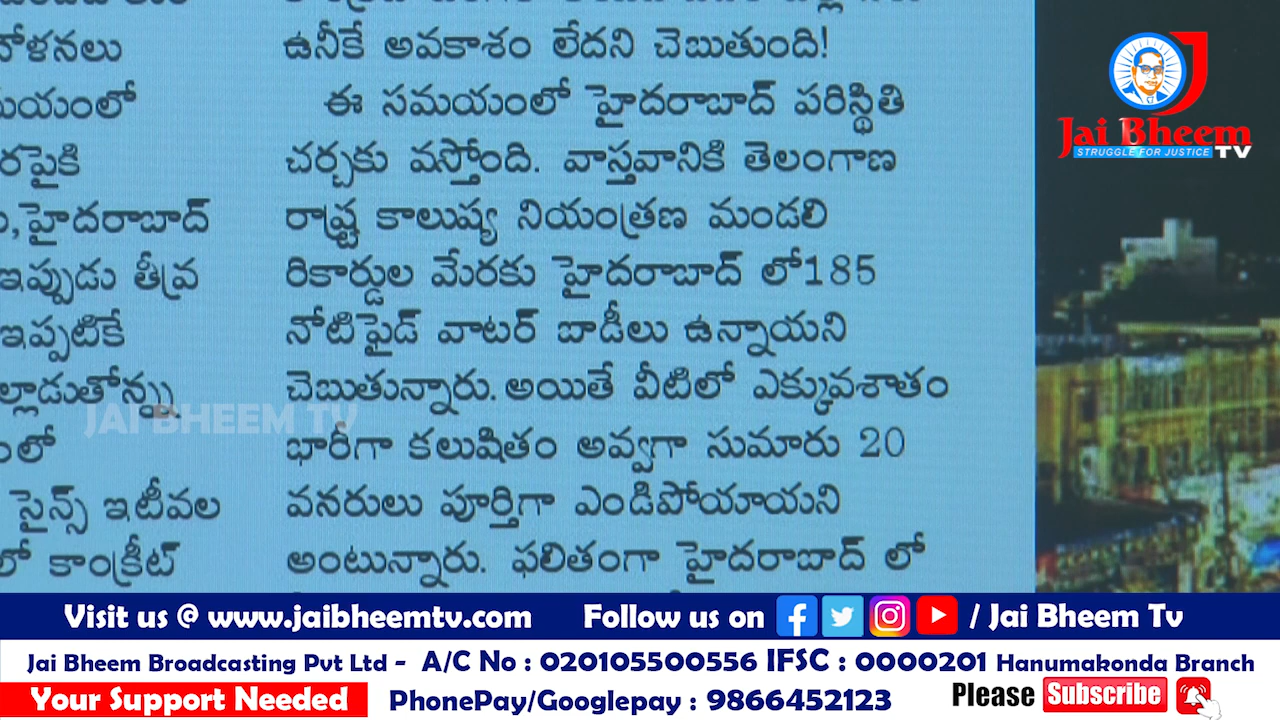 ఉనికే అవకాశం లేదని చెబుతుంది!
ఈ సమయంలో హైదరాబాద్ పరిస్థితి
చర్చకు వస్తోంది. వాస్తవానికి తెలంగాణ
రాష్ట్ర కాలుష్య నియంత్రణ మండలి
రికార్డుల మేరకు హైదరాబాద్ లో185
నోటిఫైడ్ వాటర్ బాడీలు ఉన్నాయని
చెబుతున్నారు. అయితే వీటిలో ఎక్కువశాతం
భారీగా కలుషితం అవ్వగా సుమారు 20
వనరులు పూర్తిగా ఎండిపోయాయని
అంటున్నారు. ఫలితంగా హైదరాబాద్ లో
హైదరాబాద్
ఇప్పుడు తీవ్ర
ఇప్పటికే
సైన్స్ ఇటీవల
కాంక్రీట్
JAI BHEEM TV
Jai Bheem
STRUGGLE FOR JUSTICE TV
Visit us @ www.jaibheemtv.com Follow us on / Jai Bheem Tv
Jai Bheem Broadcasting Pvt Ltd - A/C No : 020105500556 IFSC : 0000201 Hanumakonda Branch
Your Support Needed PhonePay/Googlepay : 9866452123 Please Subscribe